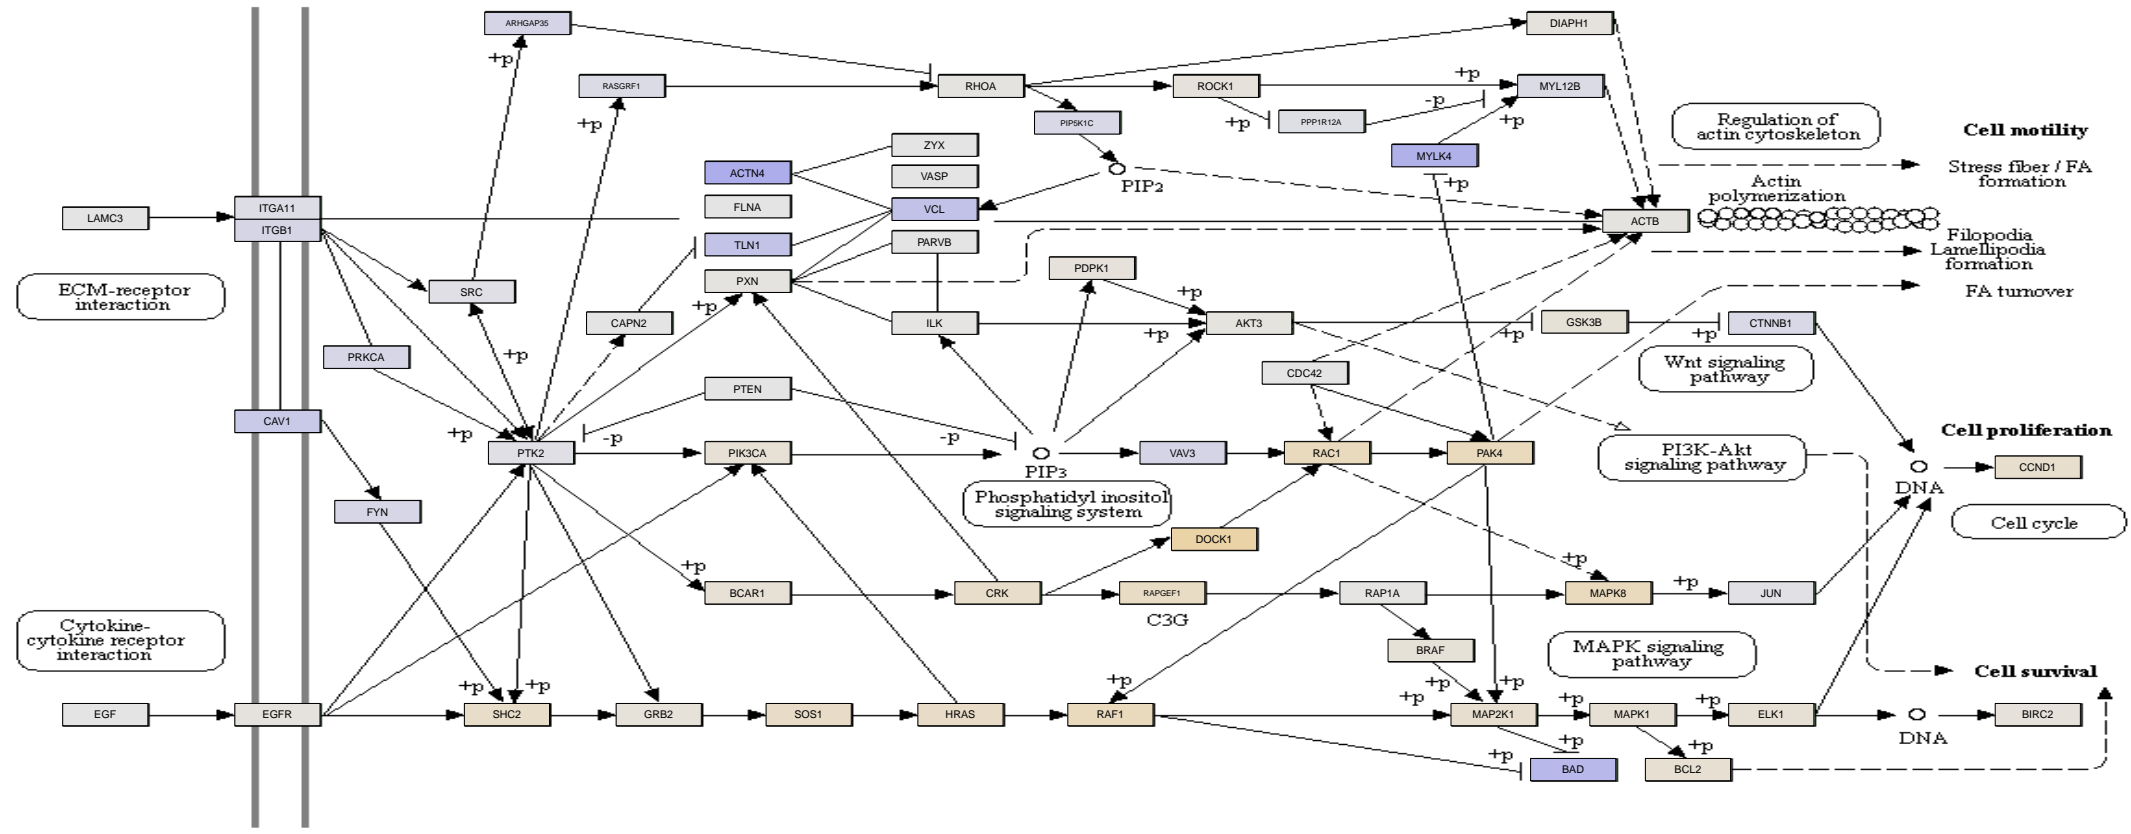 ARHGAP35
DIAPH1
+p
RASGRF1
RHOA
ROCK1
+p
MYL12B
-p
+p
PIP5K1C
+p
PPP1R12A
+p
Regulation of
actin cytoskeleton
Cell motility
ZYX
MYLK4
ACTN4
VASP
PIP2
+p
Stress fiber / FA
formation
Actin
polymerization
LAMC3
ITGA11
ITGB1
FLNA
VCL
ACTB
TLN1
PARVB
Filopodia
Lamellipodia
formation
PXN
PDPK1
ECM-receptor
interaction
SRC
+p
+p
FA turnover
CAPN2
ILK
+p
AKT3
GSK3B
+p
+p
CTNNB1
PRKCA
+p
Wnt signaling
pathway
CDC42
PTEN
CAV1
+p
-p
-p
Cell proliferation
PTK2
PIK3CA
PIP3
VAV3
RAC1
PAK4
PI3K-Akt
signaling pathway
CCND1
DNA
Phosphatidyl inositol
signaling system
FYN
Cell cycle
DOCK1
+p
+p
+p
BCAR1
CRK
RAPGEF1
C3G
RAP1A
MAPK8
JUN
Cytokine-
cytokine receptor
interaction
BRAF
MAPK signaling
pathway
Cell survival
+p
+p
+p
+p
+p
+p
+p
+p
EGF
EGFR
SHC2
GRB2
SOS1
HRAS
RAF1
MAP2K1
MAPK1
ELK1
BIRC2
DNA
+p
+p
+p
BAD
BCL2